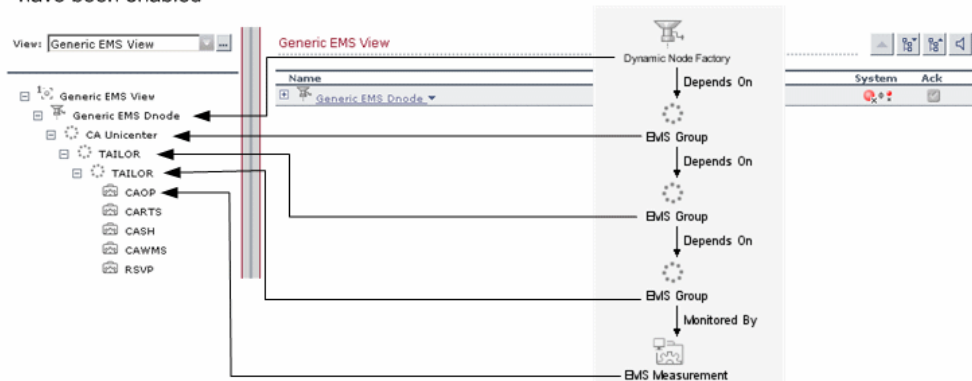 have been enabled
View: Generic EMS View ...
Generic EMS View
Generic EMS Dnode
CA Unicenter
TAILOR
TAILOR
CAOP
CARTS
CASH
CAWMS
RSVP
Generic EMS View
Name System Ack
Generic EMS Dnode
Dynamic Node Factory
Depends On
EMS Group
Depends On
EMS Group
Depends On
EMS Group
Monitored By
EMS Measurement